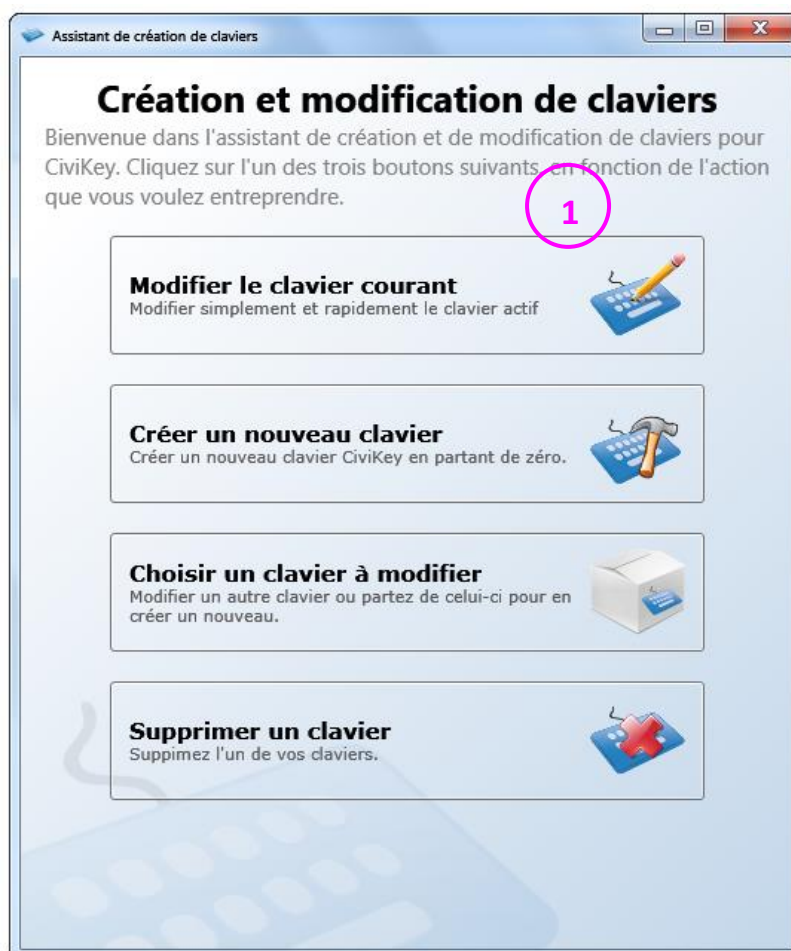 Assistant de création de claviers
Création et modification de claviers
Bienvenue dans l'assistant de création et de modification de claviers pour
CiviKey. Cliquez sur l'un des trois boutons suivants, en fonction de l'action
que vous voulez entreprendre.
1
Modifier le clavier courant
Modifier simplement et rapidement le clavier actif
Créer un nouveau clavier
Créer un nouveau clavier CiviKey en partant de zéro.
Choisir un clavier à modifier
Modifier un autre clavier ou partez de celui-ci pour en
créer un nouveau.
Supprimer un clavier
Suppimez l'un de vos claviers.